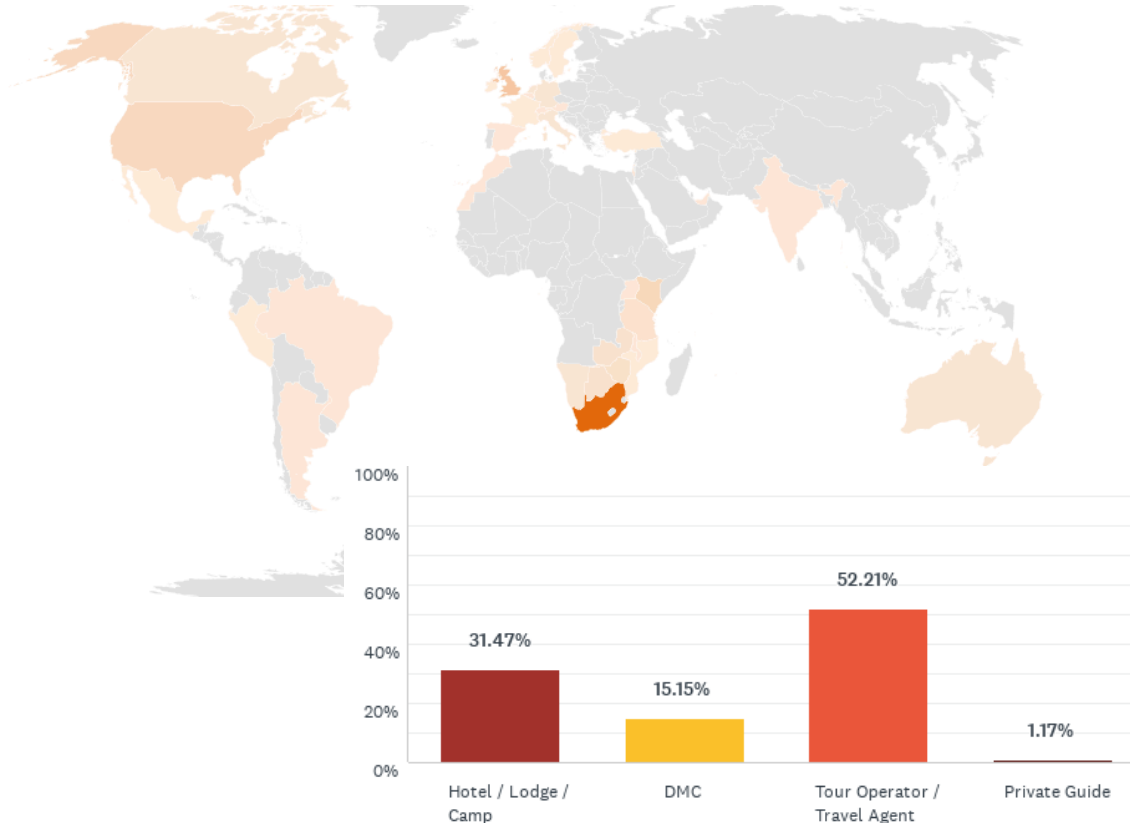 100%
80%
60%
40%
20%
0%
52.21%
31.47%
15.15%
1.17%
Hotel / Lodge /
Camp
DMC
Tour Operator /
Travel Agent
Private Guide